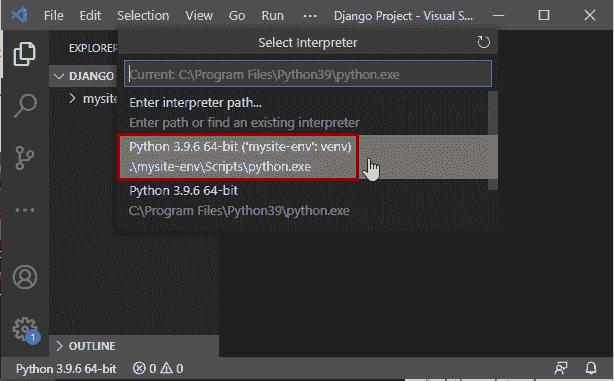 File Edit Selection View Go Run ··· Django Project - Visual S...
EXPLORER
Select Interpreter
Current: C:\Program Files\Python39\python.exe
DJANGO
mysite
Enter interpreter path...
Enter path or find an existing interpreter
Python 3.9.6 64-bit ('mysite-env': venv)
.\mysite-env\Scripts\python.exe
Python 3.9.6 64-bit
C:\Program Files\Python39\python.exe
1
OUTLINE
Python 3.9.6 64-bit 0 0